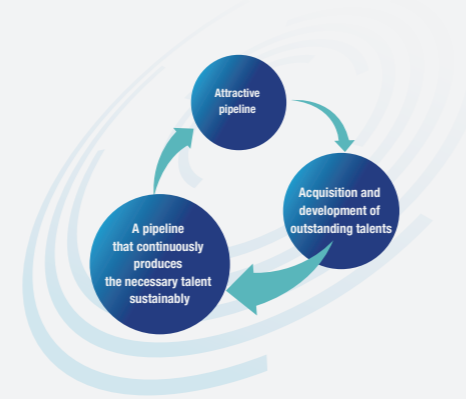 Attractive
pipeline
Acquisition and
development of
outstanding talents
A pipeline
that continuously
produces
the necessary talent
sustainably